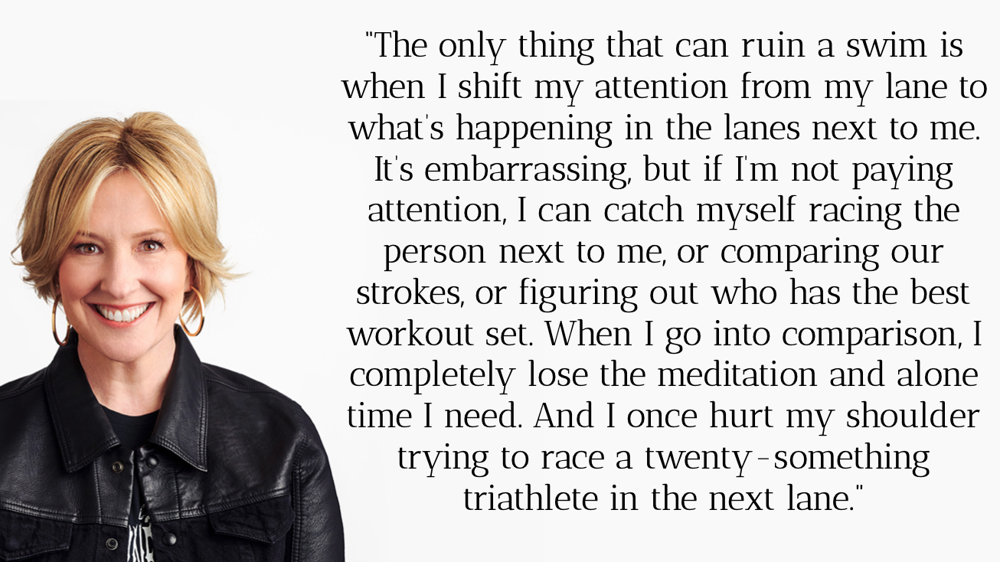 "The only thing that can ruin a swim is
when I shift my attention from my lane to
what's happening in the lanes next to me.
It's embarrassing, but if I'm not paying
attention, I can catch myself racing the
person next to me, or comparing our
strokes, or figuring out who has the best
workout set. When I go into comparison, I
completely lose the meditation and alone
time I need. And I once hurt my shoulder
trying to race a twenty-something
triathlete in the next lane."